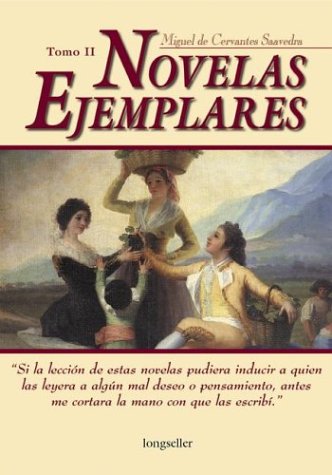 Miguel de Cervantes Saavedra
Tomo II
NOVELAS
EJEMPLARES
“Si la lección de estas novelas pudiera inducir a quien
las leyera a algún mal deseo o pensamiento, antes
me cortara la mano con que las escribí.”
longseller